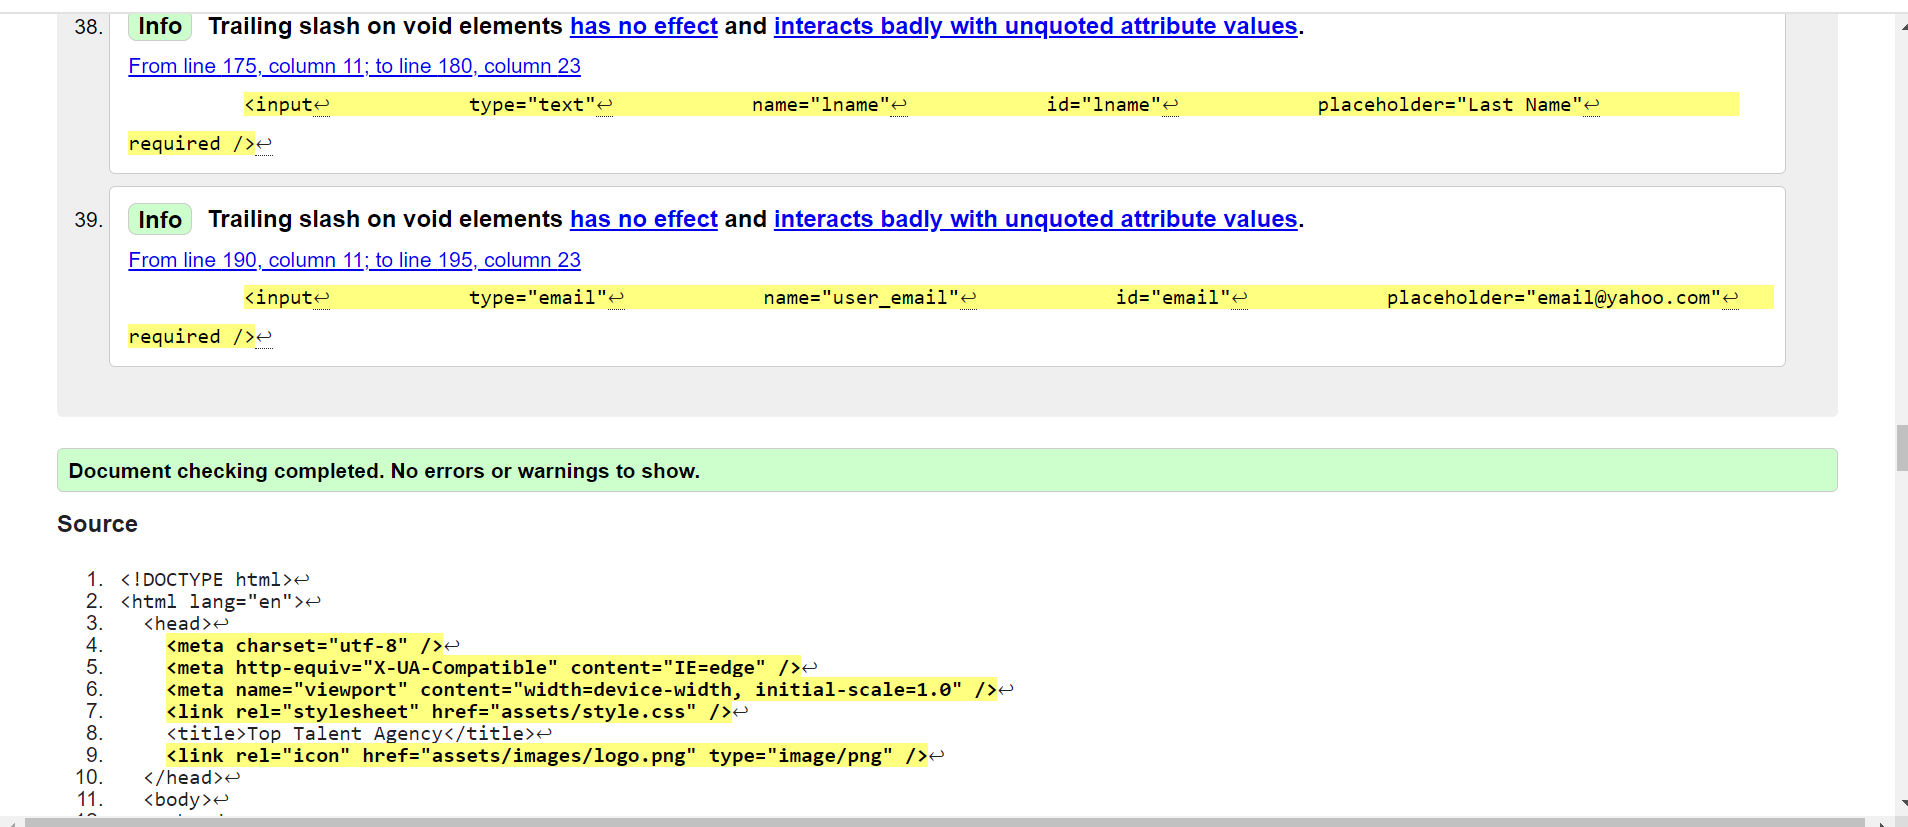 38. Info Trailing slash on void elements has no effect and interacts badly with unquoted attribute values.
From line 175, column 11; to line 180, column 23
<input↩ type="text"↩ name="lname"↩ id="lname"↩ placeholder="Last Name"↩
required />↩
39. Info Trailing slash on void elements has no effect and interacts badly with unquoted attribute values.
From line 190, column 11; to line 195, column 23
<input↩ type="email"↩ name="user_email"↩ id="email"↩ placeholder="email@yahoo.com"↩
required />↩
Document checking completed. No errors or warnings to show.
Source
1. <!DOCTYPE html>↩
2. <html lang="en">↩
3. <head>↩
4. <meta charset="utf-8" />↩
5. <meta http-equiv="X-UA-Compatible" content="IE=edge" />↩
6. <meta name="viewport" content="width=device-width, initial-scale=1.0" />↩
7. <link rel="stylesheet" href="assets/style.css" />↩
8. <title>Top Talent Agency</title>↩
9. <link rel="icon" href="assets/images/logo.png" type="image/png" />↩
10. </head>↩
11. <body>↩